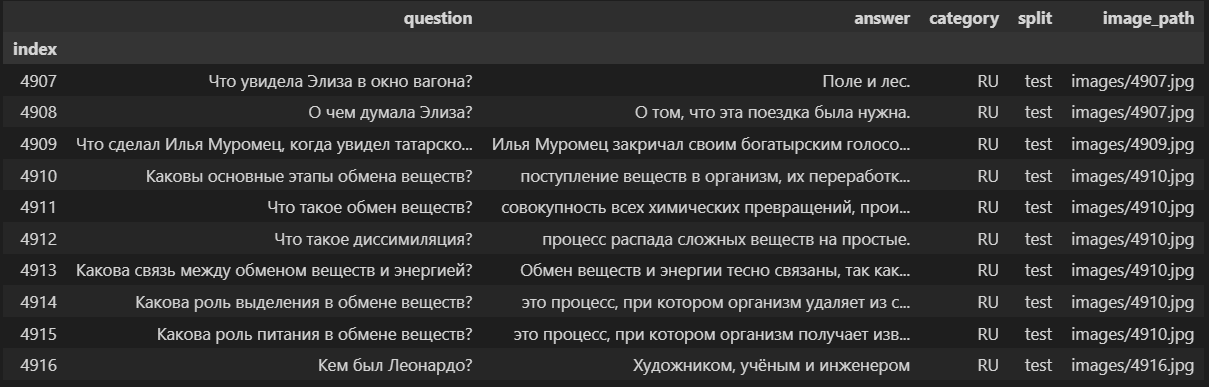 question answer category split image_path
index
4907 Что увидела Элиза в окно вагона? Поле и лес. RU test images/4907.jpg
4908 О чем думала Элиза? О том, что эта поездка была нужна. RU test images/4907.jpg
4909 Что сделал Илья Муромец, когда увидел татарско... Илья Муромец закричал своим богатырским голосо... RU test images/4909.jpg
4910 Каковы основные этапы обмена веществ? поступление веществ в организм, их переработк... RU test images/4910.jpg
4911 Что такое обмен веществ? совокупность всех химических превращений, прои... RU test images/4910.jpg
4912 Что такое диссимиляция? процесс распада сложных веществ на простые. RU test images/4910.jpg
4913 Какова связь между обменом веществ и энергией? Обмен веществ и энергии тесно связаны, так как... RU test images/4910.jpg
4914 Какова роль выделения в обмене веществ? это процесс, при котором организм удаляет из с... RU test images/4910.jpg
4915 Какова роль питания в обмене веществ? это процесс, при котором организм получает изв... RU test images/4910.jpg
4916 Кем был Леонардо? Художником, учёным и инженером RU test images/4916.jpg